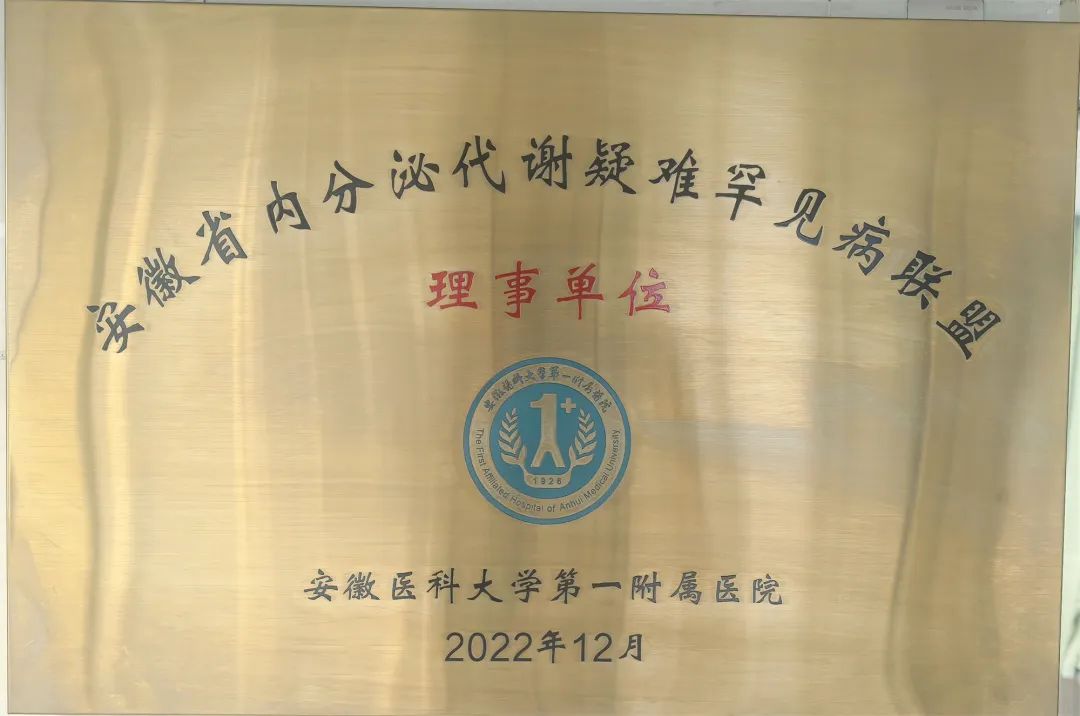 安徽省内分泌代谢疑难罕见病联盟
理事单位
安徽医科大学第一附属医院
1+
1926
The First Affiliated Hospital of Anhui Medical University
安徽医科大学第一附属医院
2022年12月